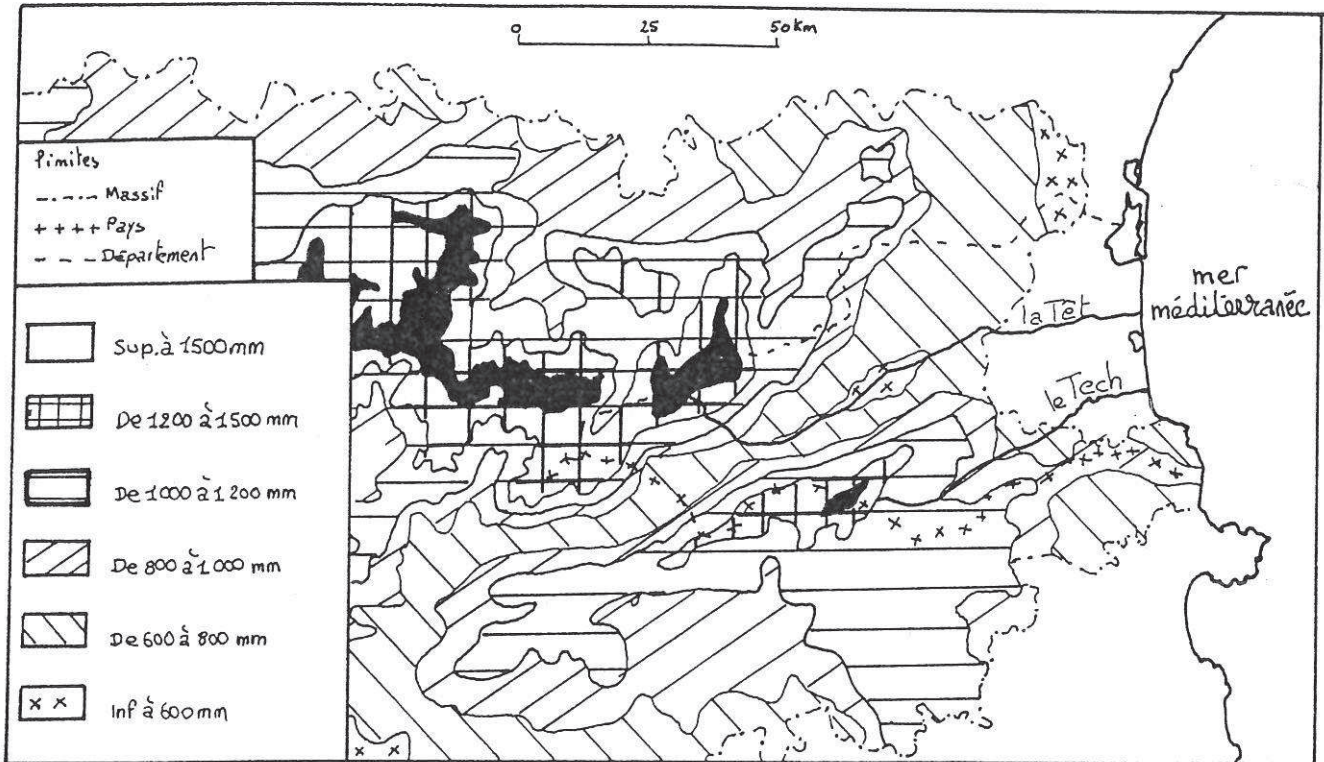 0 25 50km
limites
-.-.- Massif
++++ Pays
- - - Département
Sup. à 1500mm
De 1200 à 1500 mm
De 1000 à 1200 mm
De 800 à 1000 mm
De 600 à 800 mm
x x Inf à 600mm
mer
méditerranéc
la Têt
le Tech